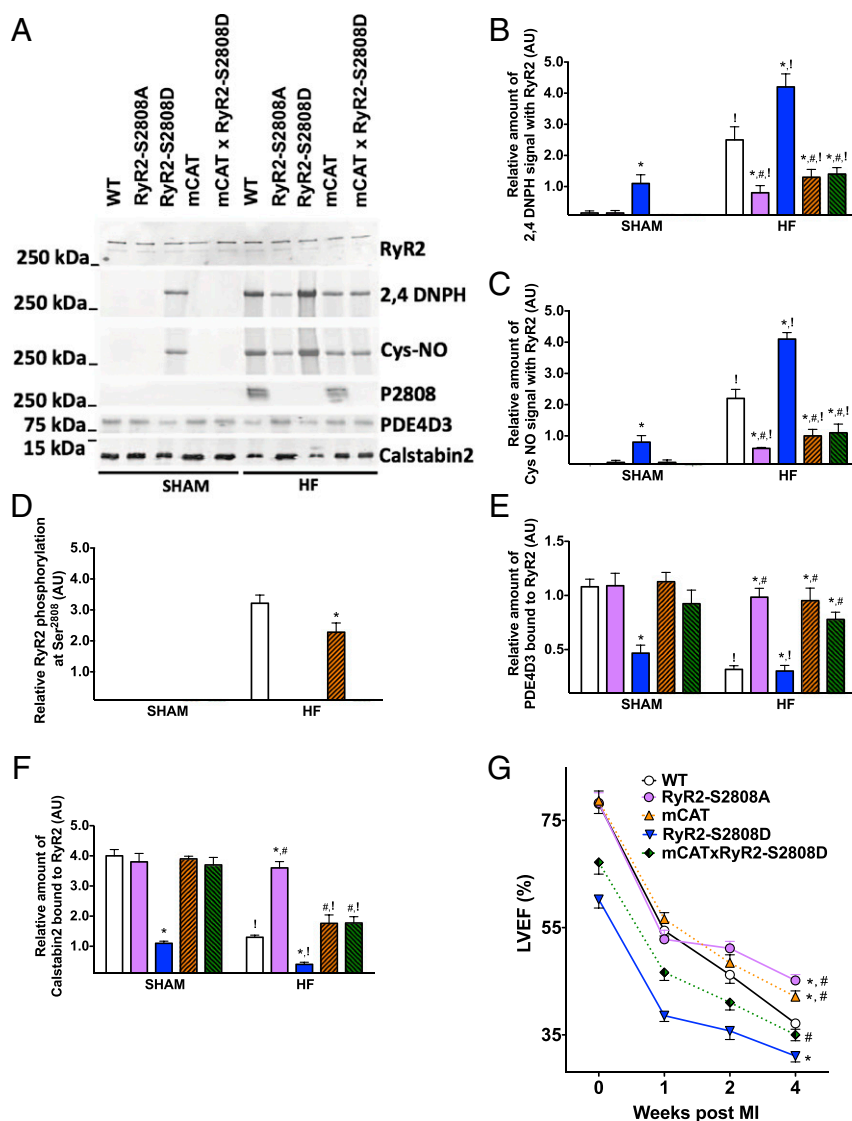 A
WT
RyR2-S2808A
RyR2-S2808D
mCAT
mCAT x RyR2-S2808D
WT
RyR2-S2808A
RyR2-S2808D
mCAT
mCAT x RyR2-S2808D
250 kDa
RyR2
250 kDa
2,4 DNPH
250 kDa
Cys-NO
250 kDa
P2808
75 kDa
PDE4D3
15 kDa
Calstabin2
SHAM
HF
B
Relative amount of
2,4 DNPH signal with RyR2 (AU)
5.0
4.0
3.0
2.0
1.0
*
!
*,#,!
*,!
*,#,!
*,#,!
SHAM
HF
C
Relative amount of
Cys NO signal with RyR2 (AU)
5.0
4.0
3.0
2.0
1.0
*
!
*,#,!
*,!
*,#,!
*,#,!
SHAM
HF
D
Relative RyR2 phosphorylation
at Ser2808 (AU)
5.0
4.0
3.0
2.0
1.0
*
SHAM
HF
E
Relative amount of
PDE4D3 bound to RyR2 (AU)
1.5
1.0
0.5
*
!
*,#
*,!
*,#
*,#
SHAM
HF
F
Relative amount of
Calstabin2 bound to RyR2 (AU)
5.0
4.0
3.0
2.0
1.0
*
!
*,#
*,!
#,!
#,!
SHAM
HF
G
LVEF (%)
75
55
35
WT
RyR2-S2808A
mCAT
RyR2-S2808D
mCATxRyR2-S2808D
*, #
*, #
#
*
0
1
2
4
Weeks post MI